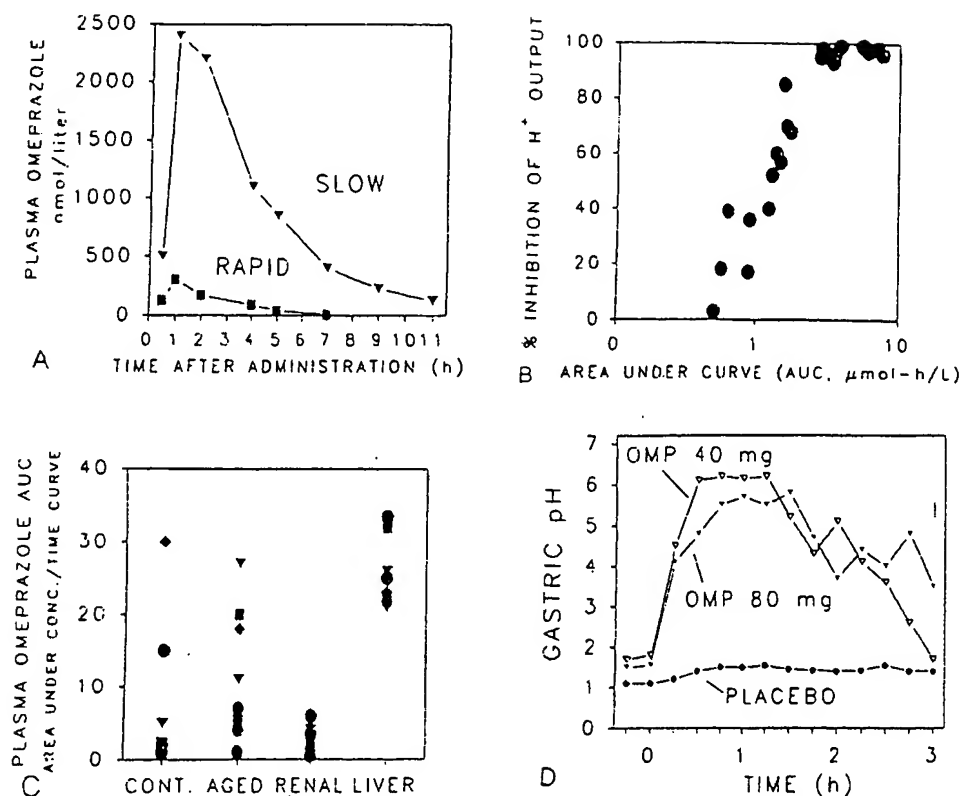 PLASMA OMEPRAZOLE
nmol/liter
2500
2000
1500
1000
500
0
SLOW
RAPID
0 1 2 3 4 5 6 7 8 9 10 11
TIME AFTER ADMINISTRATION (h)
A
% INHIBITION OF H+ OUTPUT
100
80
60
40
20
0
0 1 10
AREA UNDER CURVE (AUC, μmol-h/L)
B
PLASMA OMEPRAZOLE AUC
AREA UNDER CONC./TIME CURVE
40
30
20
10
0
CONT. AGED RENAL LIVER
C
GASTRIC pH
7
6
5
4
3
2
1
0
OMP 40 mg
OMP 80 mg
PLACEBO
0 1 2 3
TIME (h)
D